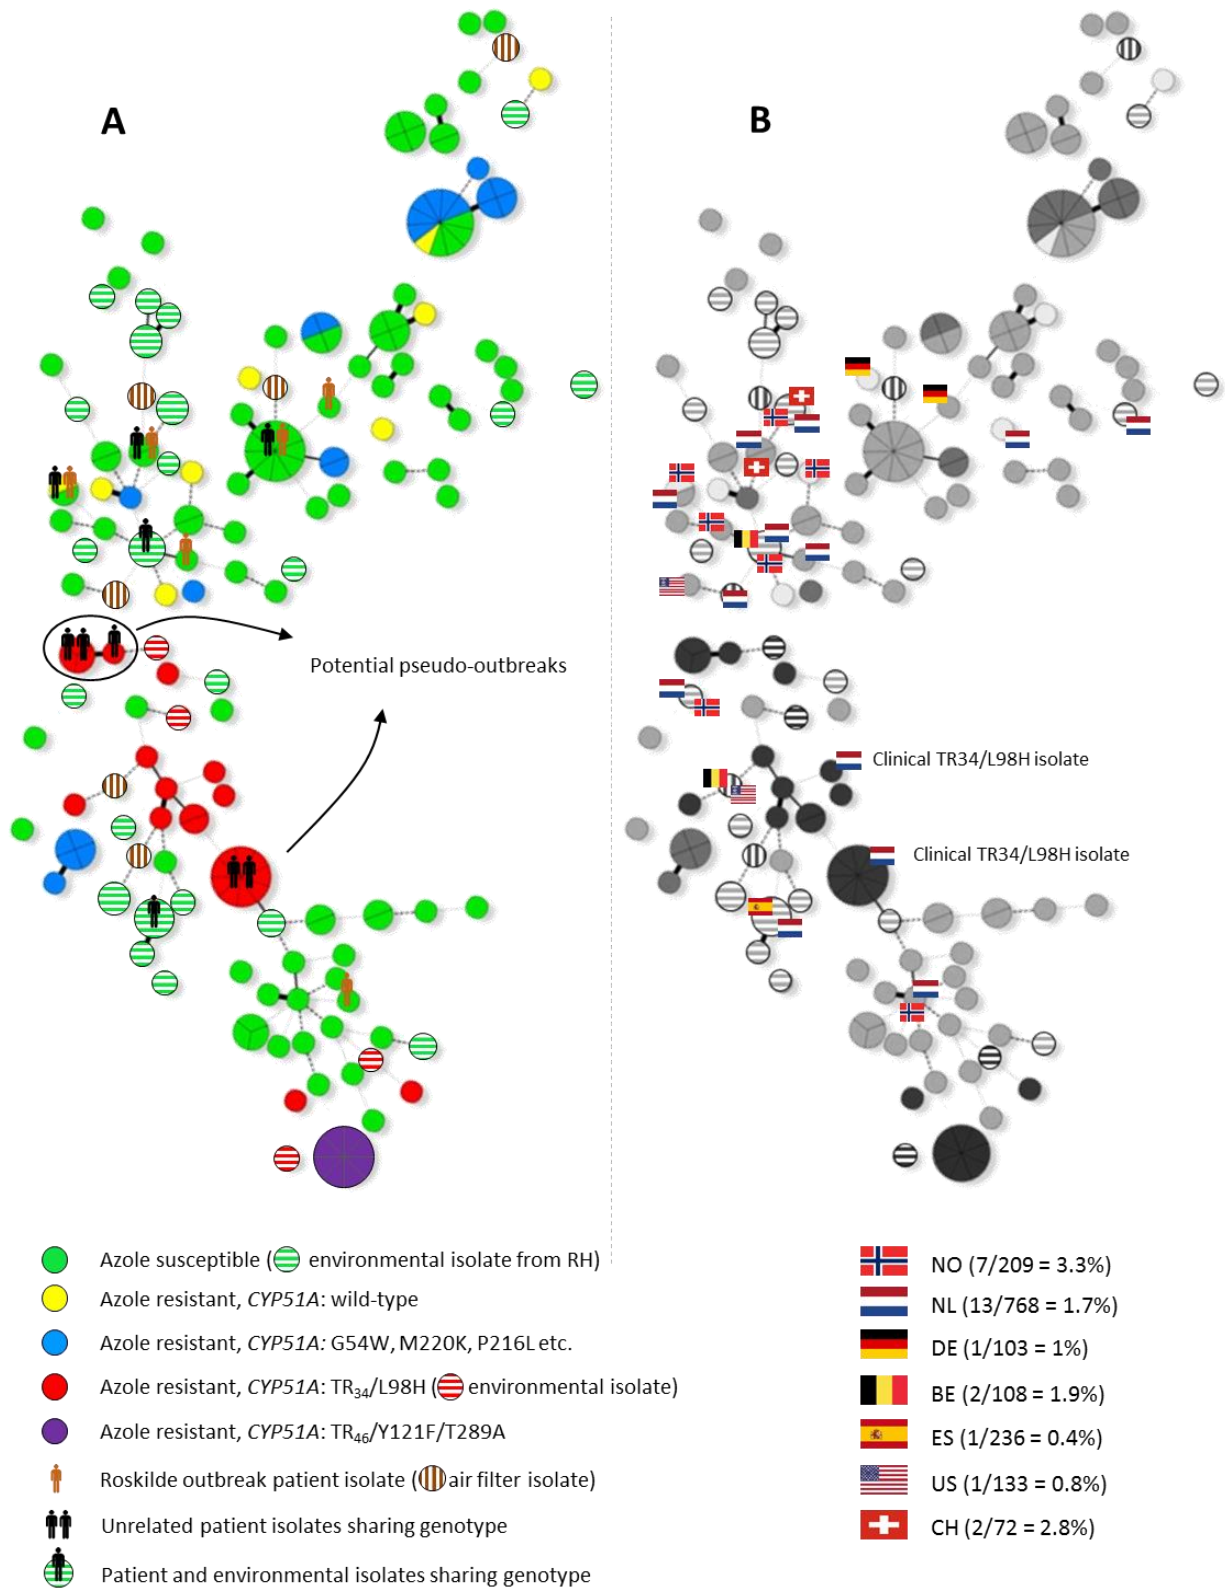 A
B
Potential pseudo-outbreaks
Clinical TR34/L98H isolate
Clinical TR34/L98H isolate
Azole susceptible ( environmental isolate from RH)
Azole resistant, CYP51A: wild-type
Azole resistant, CYP51A: G54W, M220K, P216L etc.
Azole resistant, CYP51A: TR34/L98H ( environmental isolate)
Azole resistant, CYP51A: TR46/Y121F/T289A
Roskilde outbreak patient isolate ( air filter isolate)
Unrelated patient isolates sharing genotype
Patient and environmental isolates sharing genotype
NO (7/209 = 3.3%)
NL (13/768 = 1.7%)
DE (1/103 = 1%)
BE (2/108 = 1.9%)
ES (1/236 = 0.4%)
US (1/133 = 0.8%)
CH (2/72 = 2.8%)